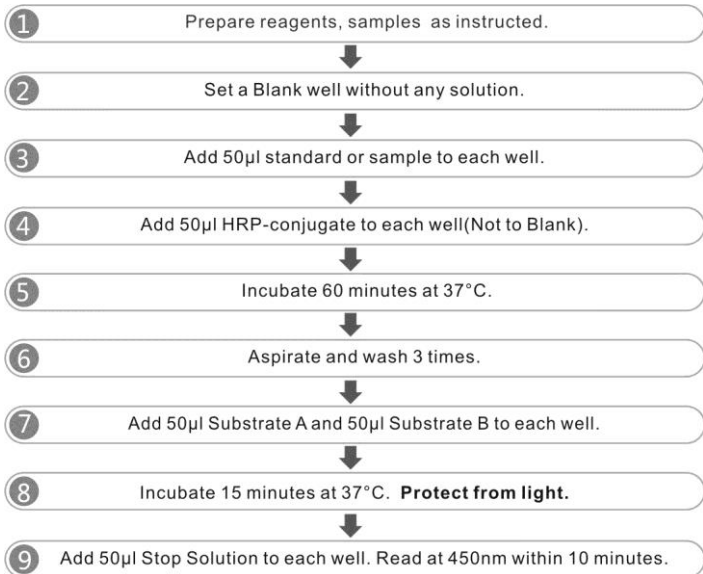 1 Prepare reagents, samples as instructed.
2 Set a Blank well without any solution.
3 Add 50µl standard or sample to each well.
4 Add 50µl HRP-conjugate to each well(Not to Blank).
5 Incubate 60 minutes at 37°C.
6 Aspirate and wash 3 times.
7 Add 50µl Substrate A and 50µl Substrate B to each well.
8 Incubate 15 minutes at 37°C. Protect from light.
9 Add 50µl Stop Solution to each well. Read at 450nm within 10 minutes.